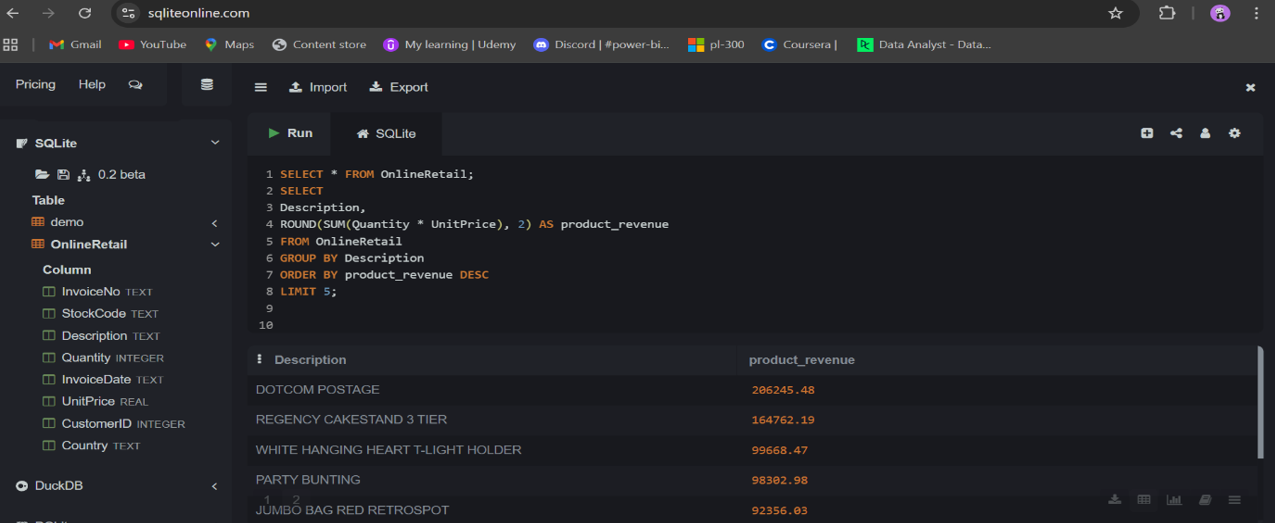 sqliteonline.com
Gmail YouTube Maps Content store My learning | Udemy Discord | #power-bi... pl-300 Coursera | Data Analyst - Data...
Pricing Help Import Export
Run SQLite
SQLite
0.2 beta
Table
demo
OnlineRetail
Column
InvoiceNo TEXT
StockCode TEXT
Description TEXT
Quantity INTEGER
InvoiceDate TEXT
UnitPrice REAL
CustomerID INTEGER
Country TEXT
DuckDB
1 SELECT * FROM OnlineRetail;
2 SELECT
3 Description,
4 ROUND(SUM(Quantity * UnitPrice), 2) AS product_revenue
5 FROM OnlineRetail
6 GROUP BY Description
7 ORDER BY product_revenue DESC
8 LIMIT 5;
9
10
Description product_revenue
DOTCOM POSTAGE 206245.48
REGENCY CAKESTAND 3 TIER 164762.19
WHITE HANGING HEART T-LIGHT HOLDER 99668.47
PARTY BUNTING 98302.98
1 2
JUMBO BAG RED RETROSPOT 92356.03